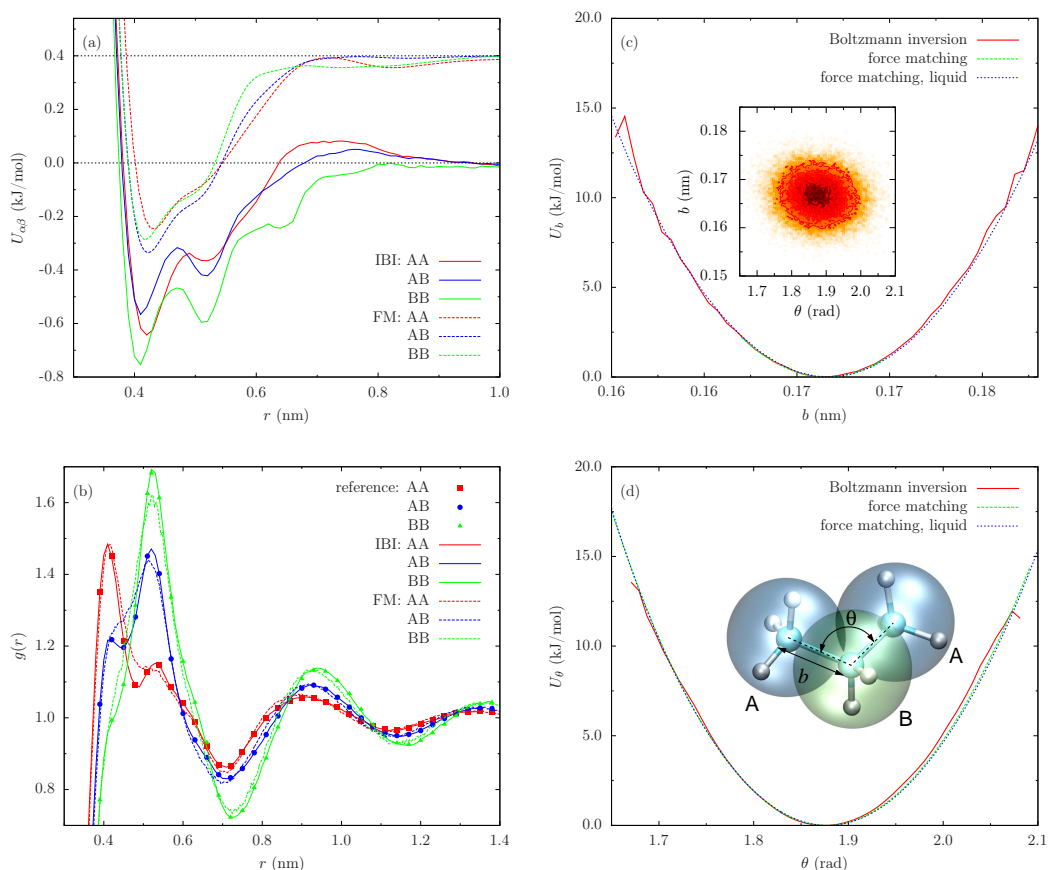 (a)
0.4
0.2
0.0
-0.2
-0.4
-0.6
-0.8
U_αβ (kJ/mol)
IBI: AA
AB
BB
FM: AA
AB
BB
0.4 0.6 0.8 1.0
r (nm)
(c)
Boltzmann inversion
force matching
force matching, liquid
20.0
15.0
10.0
5.0
0.0
U_b (kJ/mol)
0.18
0.17
0.16
0.15
b (nm)
1.7 1.8 1.9 2.0 2.1
θ (rad)
0.16 0.16 0.17 0.17 0.18
b (nm)
(b)
reference: AA
AB
BB
IBI: AA
AB
BB
FM: AA
AB
BB
1.6
1.4
1.2
1.0
0.8
g(r)
0.4 0.6 0.8 1.0 1.2 1.4
r (nm)
(d)
Boltzmann inversion
force matching
force matching, liquid
20.0
15.0
10.0
5.0
0.0
U_θ (kJ/mol)
θ
b
A
A
B
1.7 1.8 1.9 2.0 2.1
θ (rad)